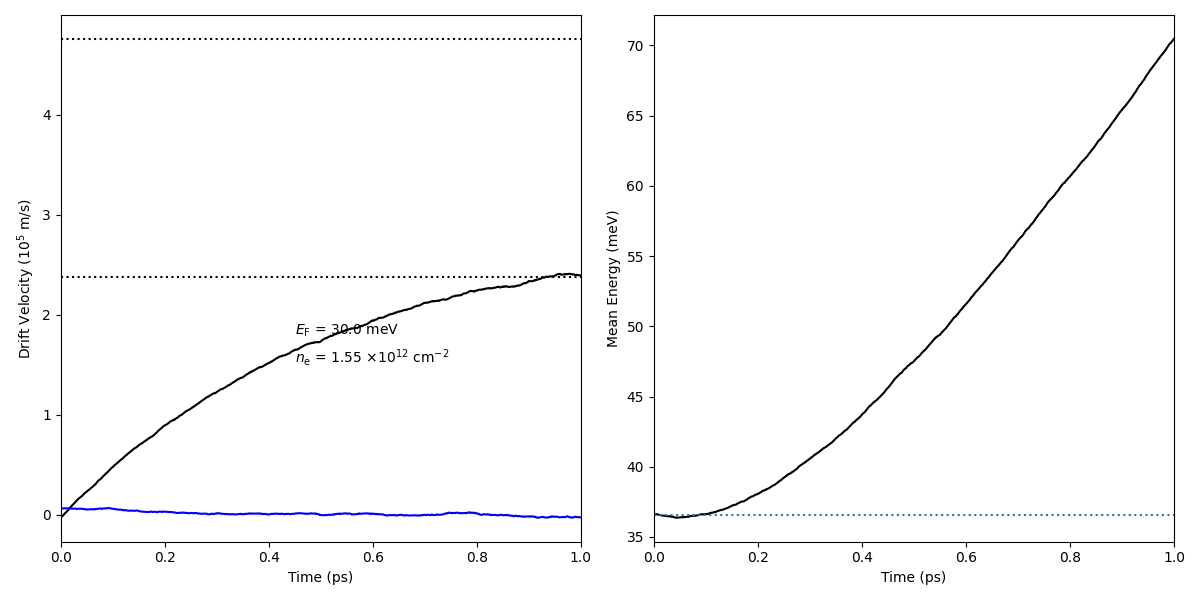 4
3
2
1
0
Drift Velocity (10⁵ m/s)
E_F = 30.0 meV
n_e = 1.55 ×10¹² cm⁻²
0.0 0.2 0.4 0.6 0.8 1.0
Time (ps)
70
65
60
55
50
45
40
35
Mean Energy (meV)
0.0 0.2 0.4 0.6 0.8 1.0
Time (ps)